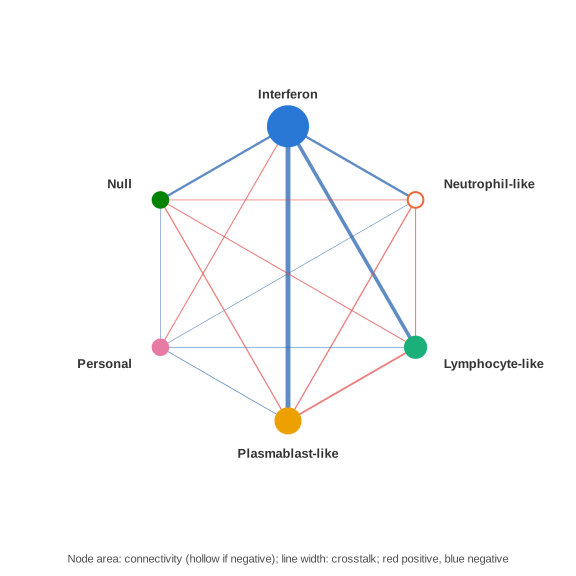 Interferon
Null
Neutrophil-like
Personal
Lymphocyte-like
Plasmablast-like
Node area: connectivity (hollow if negative); line width: crosstalk; red positive, blue negative